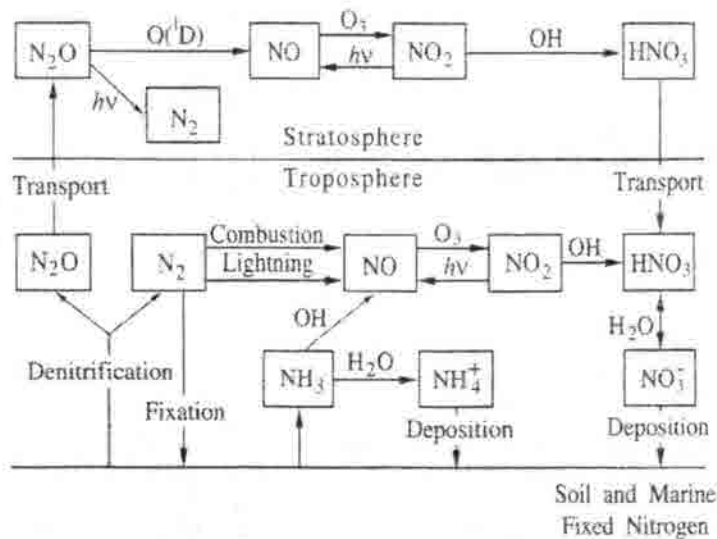 O(¹D) O₃ OH
N₂O NO NO₂ HNO₃
hν
hν
N₂
Stratosphere
Transport Troposphere Transport
Combustion O₃ OH
N₂O N₂ NO NO₂ HNO₃
Lightning hν
OH H₂O
H₂O
Denitrification NH₃ NH₄⁺ NO₃⁻
Fixation Deposition Deposition
Soil and Marine
Fixed Nitrogen